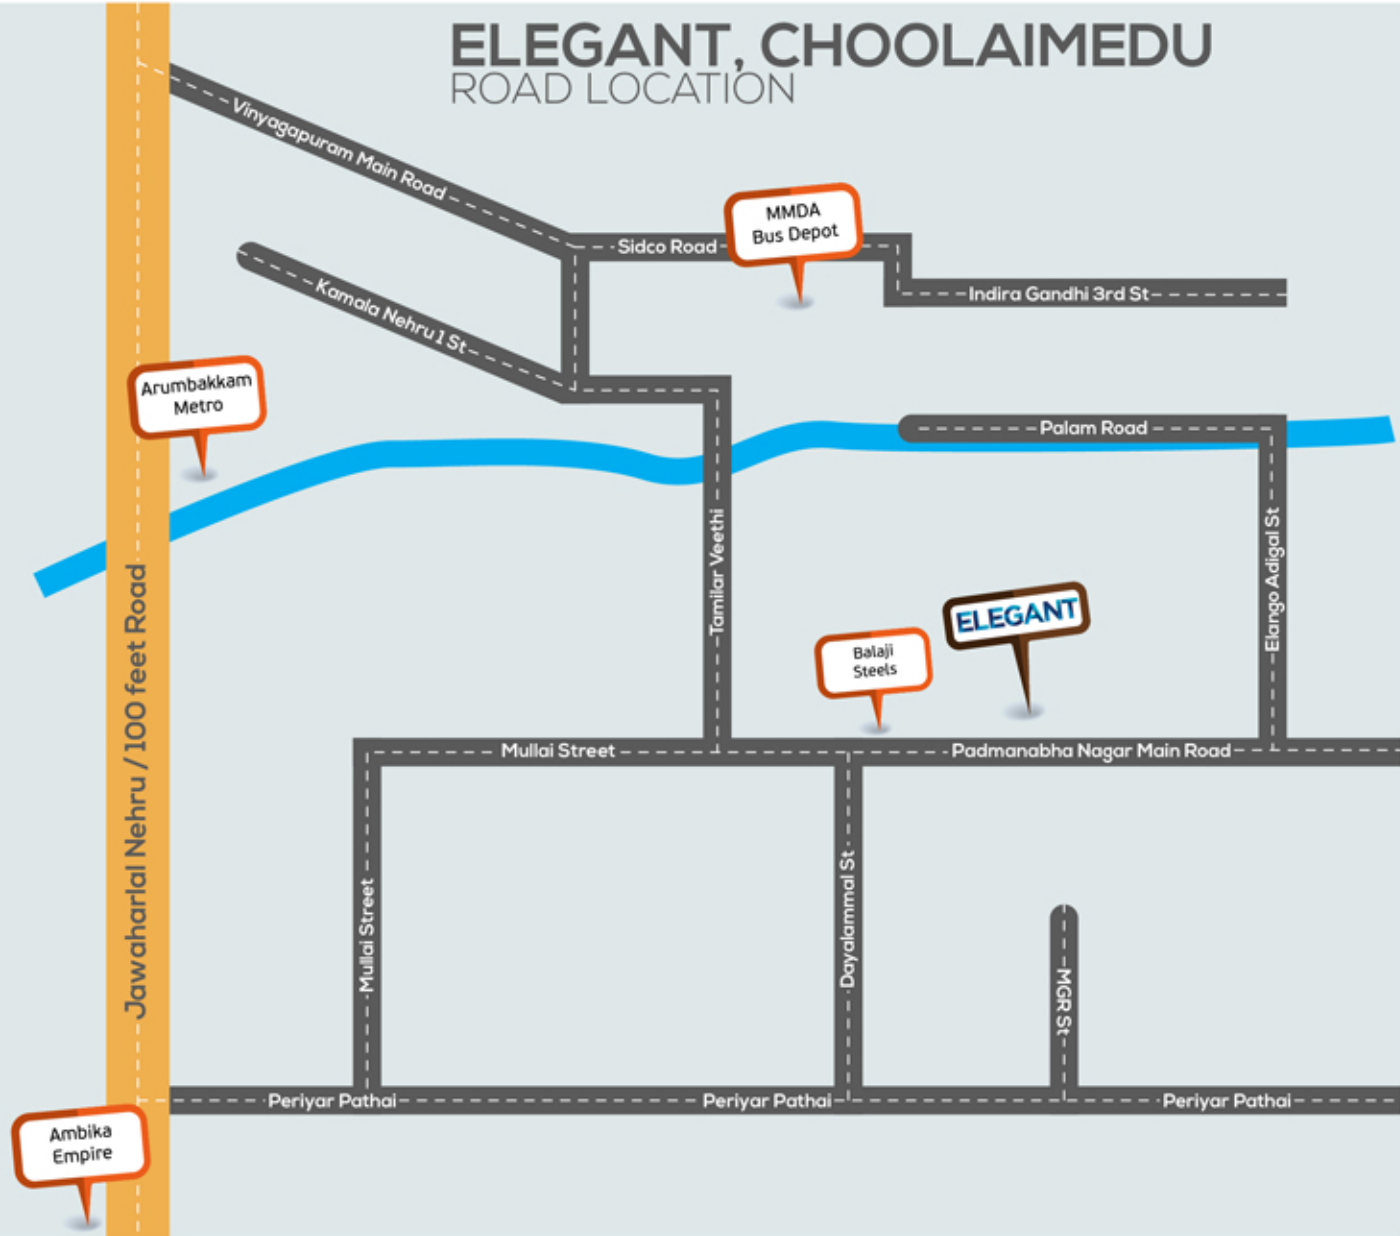 ELEGANT, CHOOLAIMEDU
ROAD LOCATION
Vinyagapuram Main Road
MMDA
Bus Depot
Sidco Road
Indira Gandhi 3rd St
Kamala Nehru 1 St
Arumbakkam
Metro
Palam Road
Tamilar Veethi
Elango Adigal St
ELEGANT
Balaji
Steels
Jawaharlal Nehru / 100 feet Road
Mullai Street
Padmanabha Nagar Main Road
Mullai Street
Dayalammal St
MGR St
Periyar Pathai
Periyar Pathai
Periyar Pathai
Ambika
Empire